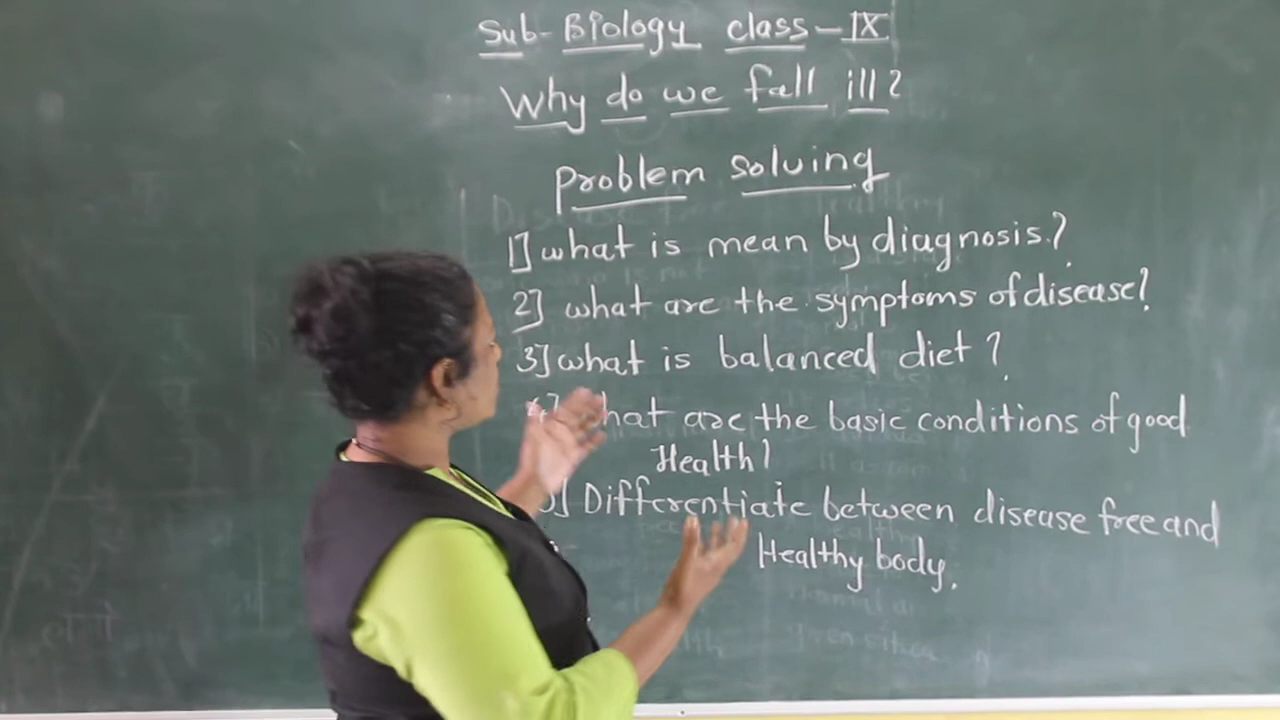 Sub-Biology class-IX
Why do we fall ill?
Problem solving
1] what is mean by diagnosis.?
2] what are the symptoms of disease?
3] what is balanced diet?
4] what are the basic conditions of good
Health?
5] Differentiate between disease free and
Healthy body.